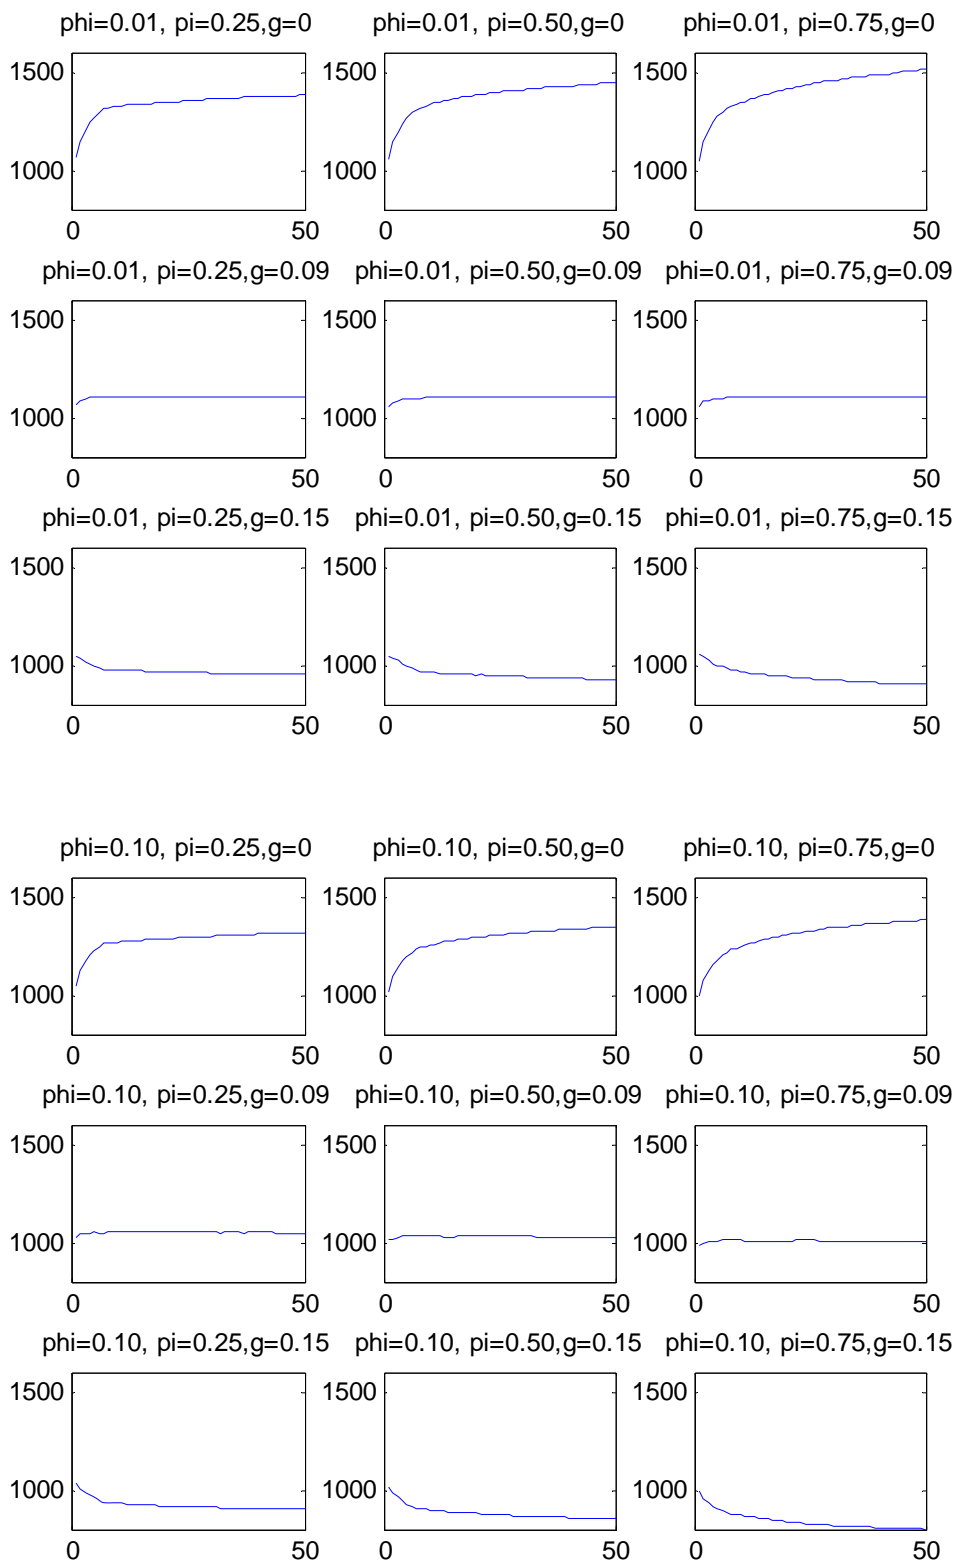 phi=0.01, pi=0.25,g=0 phi=0.01, pi=0.50,g=0 phi=0.01, pi=0.75,g=0
1500 1500 1500
1000 1000 1000
0 50 0 50 0 50
phi=0.01, pi=0.25,g=0.09 phi=0.01, pi=0.50,g=0.09 phi=0.01, pi=0.75,g=0.09
1500 1500 1500
1000 1000 1000
0 50 0 50 0 50
phi=0.01, pi=0.25,g=0.15 phi=0.01, pi=0.50,g=0.15 phi=0.01, pi=0.75,g=0.15
1500 1500 1500
1000 1000 1000
0 50 0 50 0 50
phi=0.10, pi=0.25,g=0 phi=0.10, pi=0.50,g=0 phi=0.10, pi=0.75,g=0
1500 1500 1500
1000 1000 1000
0 50 0 50 0 50
phi=0.10, pi=0.25,g=0.09 phi=0.10, pi=0.50,g=0.09 phi=0.10, pi=0.75,g=0.09
1500 1500 1500
1000 1000 1000
0 50 0 50 0 50
phi=0.10, pi=0.25,g=0.15 phi=0.10, pi=0.50,g=0.15 phi=0.10, pi=0.75,g=0.15
1500 1500 1500
1000 1000 1000
0 50 0 50 0 50